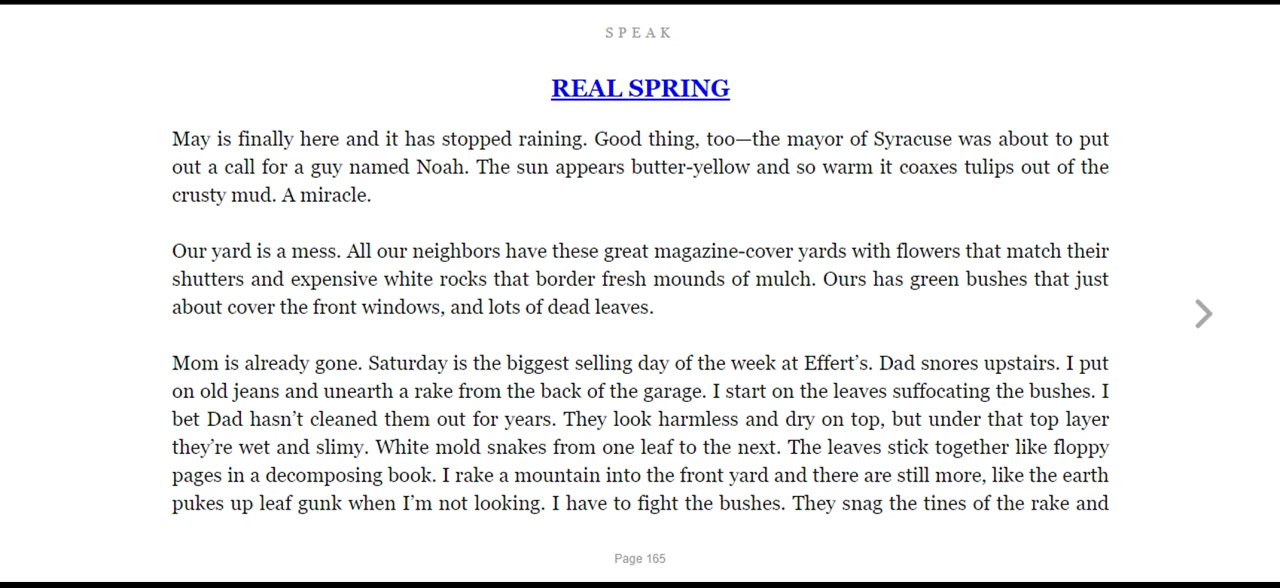 SPEAK
REAL SPRING
May is finally here and it has stopped raining. Good thing, too—the mayor of Syracuse was about to put
out a call for a guy named Noah. The sun appears butter-yellow and so warm it coaxes tulips out of the
crusty mud. A miracle.
Our yard is a mess. All our neighbors have these great magazine-cover yards with flowers that match their
shutters and expensive white rocks that border fresh mounds of mulch. Ours has green bushes that just
about cover the front windows, and lots of dead leaves.
Mom is already gone. Saturday is the biggest selling day of the week at Effert’s. Dad snores upstairs. I put
on old jeans and unearth a rake from the back of the garage. I start on the leaves suffocating the bushes. I
bet Dad hasn’t cleaned them out for years. They look harmless and dry on top, but under that top layer
they’re wet and slimy. White mold snakes from one leaf to the next. The leaves stick together like floppy
pages in a decomposing book. I rake a mountain into the front yard and there are still more, like the earth
pukes up leaf gunk when I’m not looking. I have to fight the bushes. They snag the tines of the rake and
Page 165